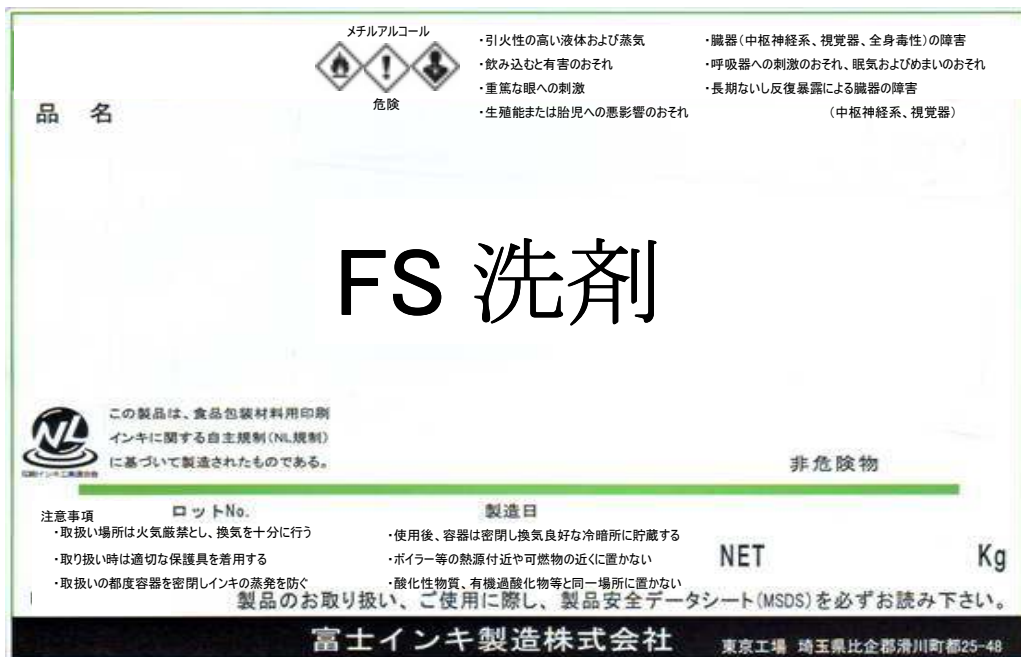 メチルアルコール
危険
・引火性の高い液体および蒸気
・飲み込むと有害のおそれ
・重篤な眼への刺激
・生殖能または胎児への悪影響のおそれ
・臓器(中枢神経系、視覚器、全身毒性)の障害
・呼吸器への刺激のおそれ、眠気およびめまいのおそれ
・長期ないし反復暴露による臓器の障害
(中枢神経系、視覚器)
品 名
FS 洗剤
NL
印刷インキ工業連合会
この製品は、食品包装材料用印刷
インキに関する自主規制(NL規制)
に基づいて製造されたものである。
非危険物
ロットNo.
製造日
注意事項
・取扱い場所は火気厳禁とし、換気を十分に行う
・取り扱い時は適切な保護具を着用する
・取扱いの都度容器を密閉しインキの蒸発を防ぐ
・使用後、容器は密閉し換気良好な冷暗所に貯蔵する
・ボイラー等の熱源付近や可燃物の近くに置かない
・酸化性物質、有機過酸化物等と同一場所に置かない
NET Kg
製品のお取り扱い、ご使用に際し、製品安全データシート(MSDS)を必ずお読み下さい。
富士インキ製造株式会社 東京工場 埼玉県比企郡滑川町都25-48